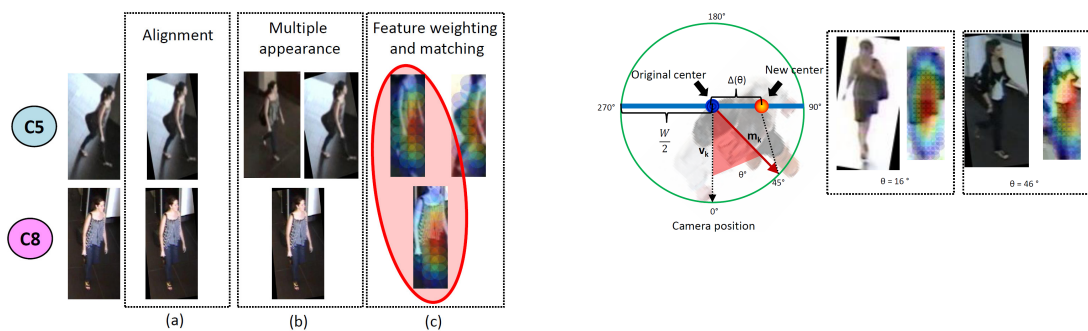 Alignment
Multiple
appearance
Feature weighting
and matching
C5
C8
(a)
(b)
(c)
180°
Original center
Δ(θ)
New center
270°
90°
W
2
v_k
m_k
θ°
45°
0°
Camera position
θ = 16 °
θ = 46 °